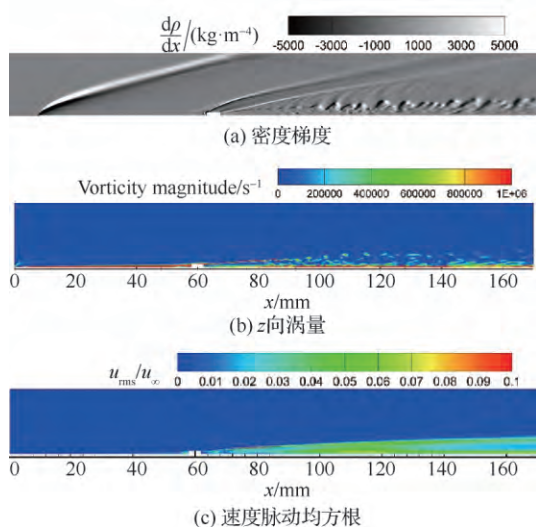 dρ/dx/(kg·m⁻⁴)
-5000 -3000 -1000 1000 3000 5000
(a) 密度梯度
Vorticity magnitude/s⁻¹
0 200000 400000 600000 800000 1E+06
0 20 40 60 80 100 120 140 160
x/mm
(b) z向涡量
u_rms/u_∞
0 0.01 0.02 0.03 0.04 0.05 0.06 0.07 0.08 0.09 0.1
0 20 40 60 80 100 120 140 160
x/mm
(c) 速度脉动均方根